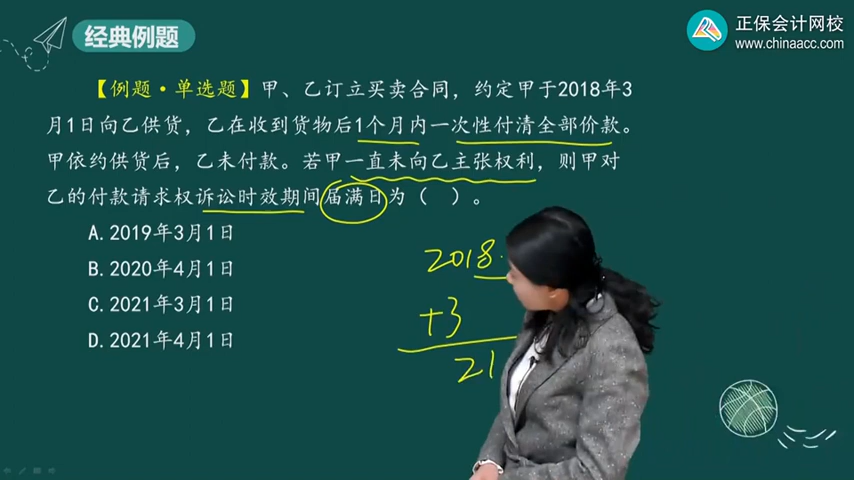 经典例题
正保会计网校
www.chinaacc.com
【例题·单选题】甲、乙订立买卖合同，约定甲于2018年3
月1日向乙供货，乙在收到货物后1个月内一次性付清全部价款。
甲依约供货后，乙未付款。若甲一直未向乙主张权利，则甲对
乙的付款请求权诉讼时效期间届满日为（ ）。
A.2019年3月1日
B.2020年4月1日
C.2021年3月1日
D.2021年4月1日
2018.
+3
21